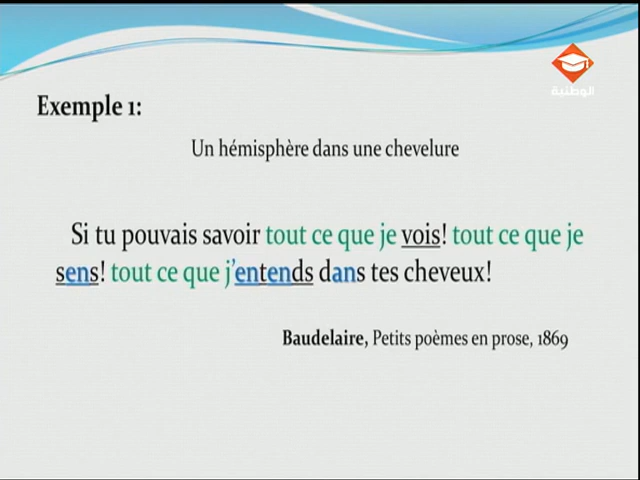 الوطنية
Exemple 1:
Un hémisphère dans une chevelure
Si tu pouvais savoir tout ce que je vois! tout ce que je
sens! tout ce que j'entends dans tes cheveux!
Baudelaire, Petits poèmes en prose, 1869